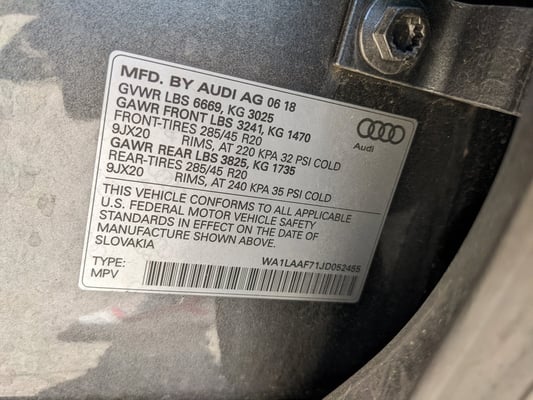 MFD. BY AUDI AG 06 18
GVWR LBS 6669, KG 3025
GAWR FRONT LBS 3241, KG 1470
FRONT-TIRES 285/45 R20
9JX20 RIMS, AT 220 KPA 32 PSI COLD
GAWR REAR LBS 3825, KG 1735
REAR-TIRES 285/45 R20
9JX20 RIMS, AT 240 KPA 35 PSI COLD
Audi
THIS VEHICLE CONFORMS TO ALL APPLICABLE
U.S. FEDERAL MOTOR VEHICLE SAFETY
STANDARDS IN EFFECT ON THE DATE OF
MANUFACTURE SHOWN ABOVE.
SLOVAKIA
WA1LAAF71JD052455
TYPE:
MPV